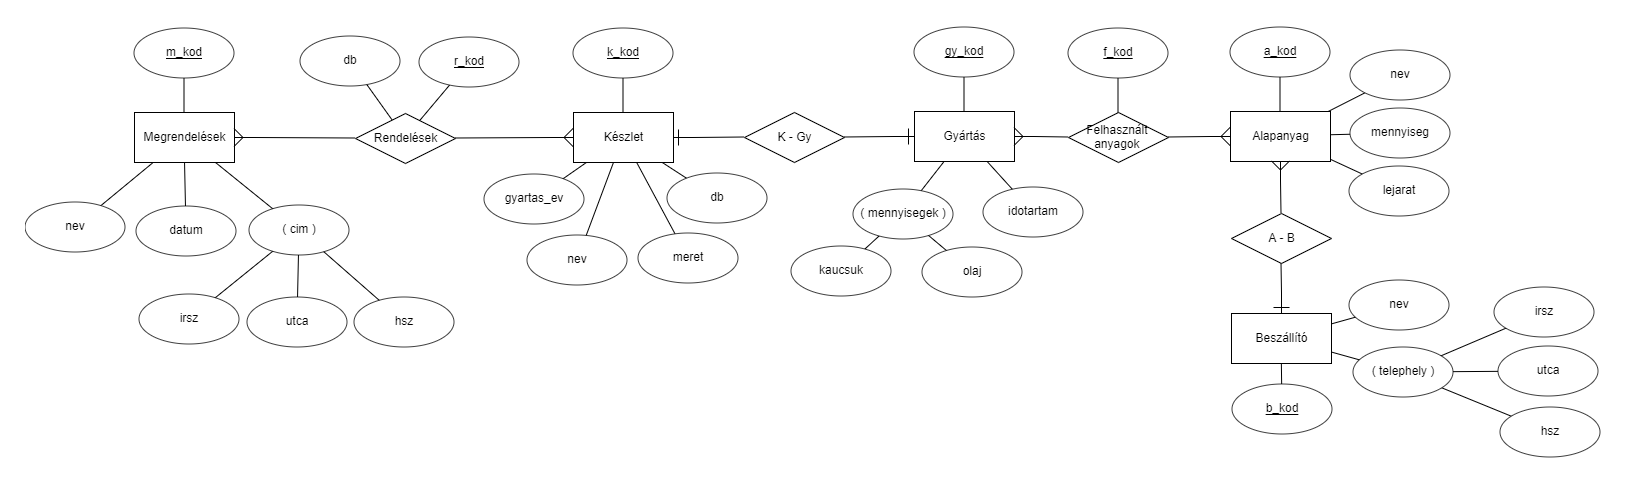 m_kod
db
r_kod
k_kod
gy_kod
f_kod
a_kod
nev
Megrendelések
Rendelések
Készlet
K - Gy
Gyártás
Felhasznált
anyagok
Alapanyag
mennyiseg
lejarat
nev
datum
( cim )
gyartas_ev
db
nev
meret
( mennyisegek )
idotartam
kaucsuk
olaj
A - B
irsz
utca
hsz
Beszállító
nev
( telephely )
irsz
utca
hsz
b_kod